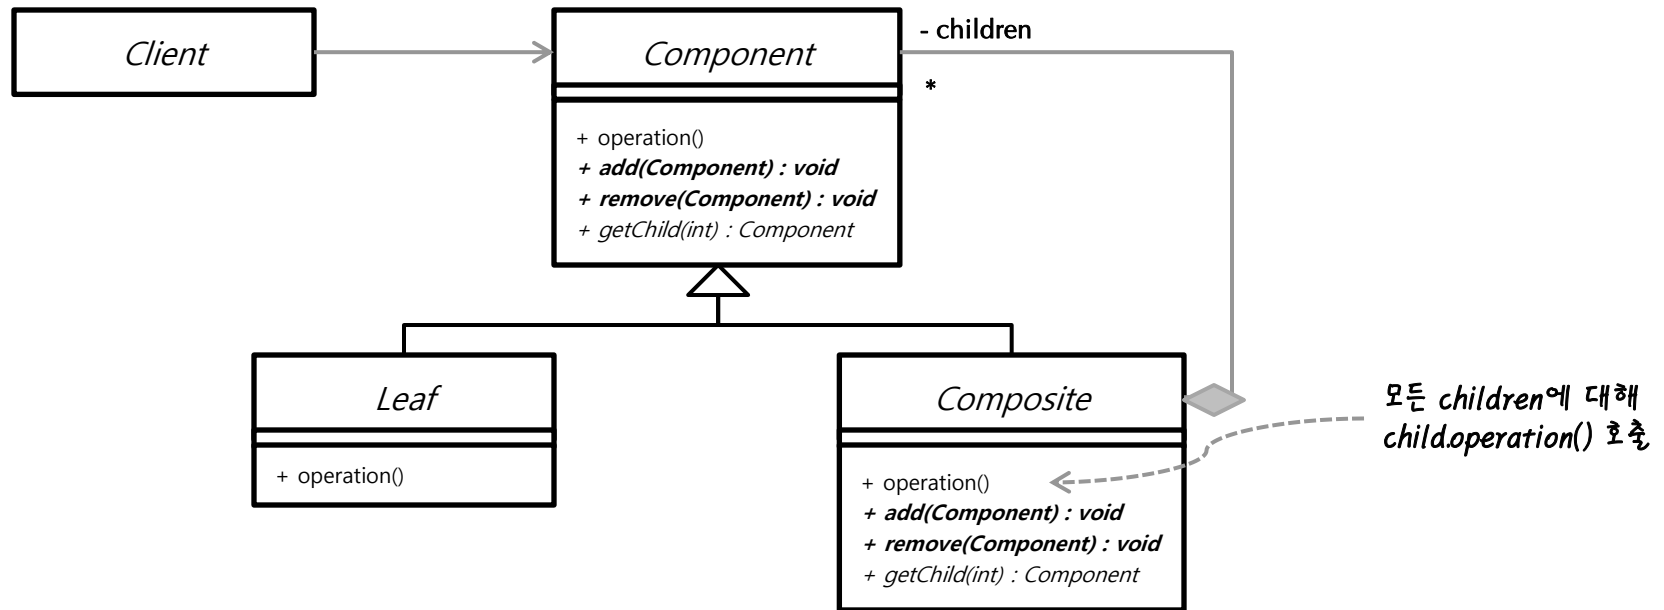 Client
Component
- children
*
+ operation()
+ add(Component) : void
+ remove(Component) : void
+ getChild(int) : Component
Leaf
+ operation()
Composite
+ operation()
+ add(Component) : void
+ remove(Component) : void
+ getChild(int) : Component
모든 children에 대해
child.operation() 호출